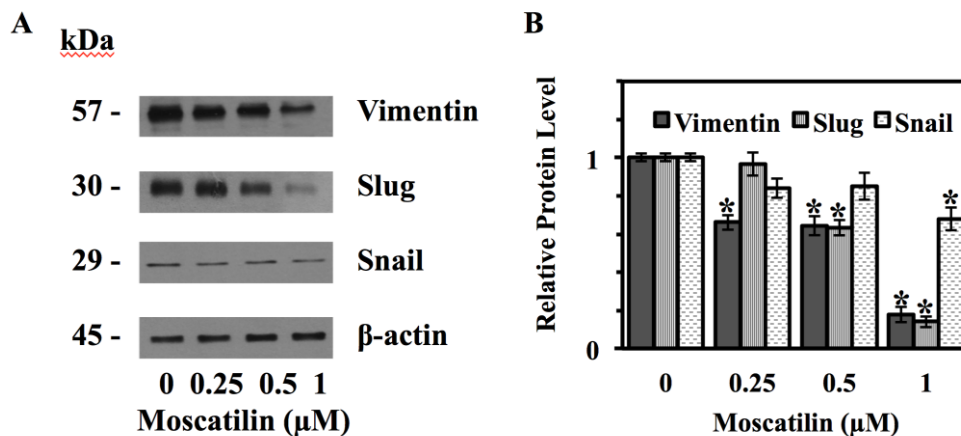 A
kDa
57 -
Vimentin
30 -
Slug
29 -
Snail
45 -
β-actin
0 0.25 0.5 1
Moscatilin (µM)
B
Relative Protein Level
Vimentin Slug Snail
1
* * * * * *
0
0 0.25 0.5 1
Moscatilin (µM)